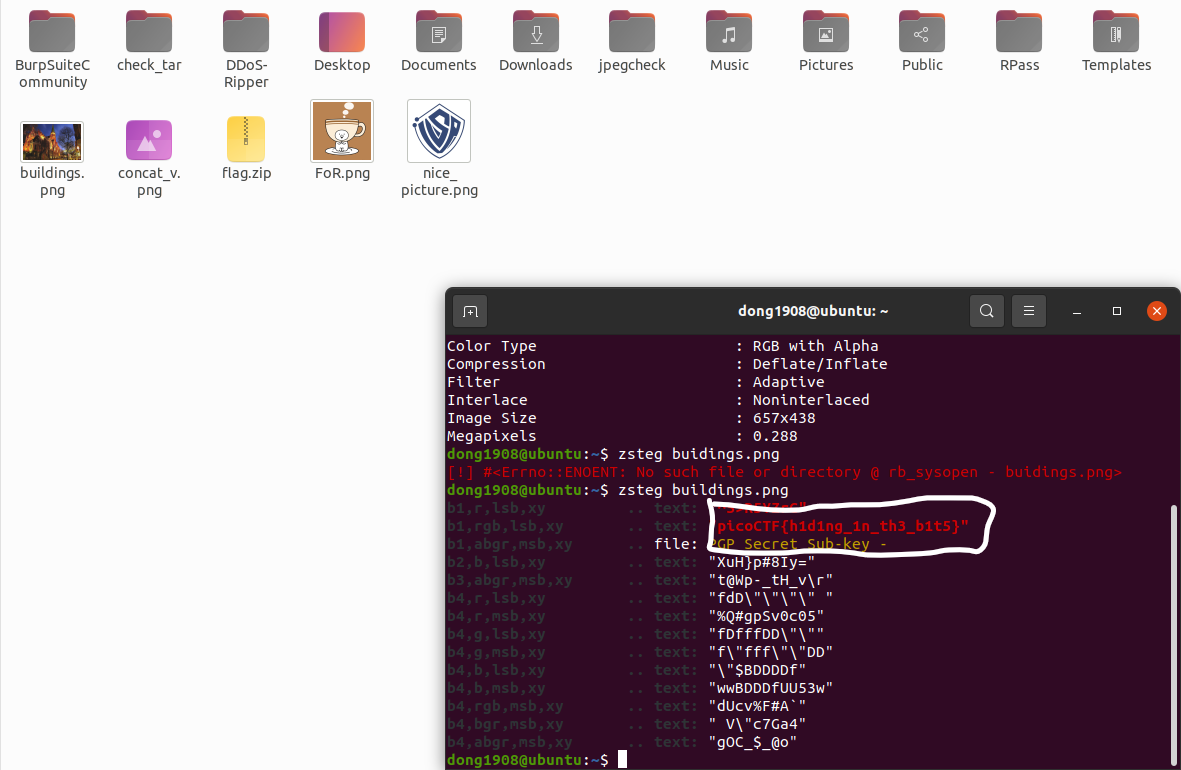 BurpSuiteC
ommunity
check_tar
DDoS-
Ripper
Desktop
Documents
Downloads
jpegcheck
Music
Pictures
Public
RPass
Templates
buildings.
png
concat_v.
png
flag.zip
FoR.png
nice_
picture.png
dong1908@ubuntu: ~
Color Type : RGB with Alpha
Compression : Deflate/Inflate
Filter : Adaptive
Interlace : Noninterlaced
Image Size : 657x438
Megapixels : 0.288
dong1908@ubuntu:~$ zsteg buidings.png
[!] #<Errno::ENOENT: No such file or directory @ rb_sysopen - buidings.png>
dong1908@ubuntu:~$ zsteg buildings.png
b1,r,lsb,xy .. text:
b1,rgb,lsb,xy .. text: "picoCTF{h1d1ng_1n_th3_b1t5}"
b1,abgr,msb,xy .. file: PGP Secret Sub-key -
b2,b,lsb,xy .. text: "XuH}p#8Iy="
b3,abgr,msb,xy .. text: "t@Wp-_tH_v\r"
b4,r,lsb,xy .. text: "fdD\"\"\"\" "
b4,r,msb,xy .. text: "%Q#gpSv0c05"
b4,g,lsb,xy .. text: "fDfffDD\"\""
b4,g,msb,xy .. text: "f\"fff\"\"DD"
b4,b,lsb,xy .. text: "\"$BDDDDf"
b4,b,msb,xy .. text: "wwBDDDfUU53w"
b4,rgb,msb,xy .. text: "dUcv%F#A`"
b4,bgr,msb,xy .. text: " V\"c7Ga4"
b4,abgr,msb,xy .. text: "gOC_$_@o"
dong1908@ubuntu:~$